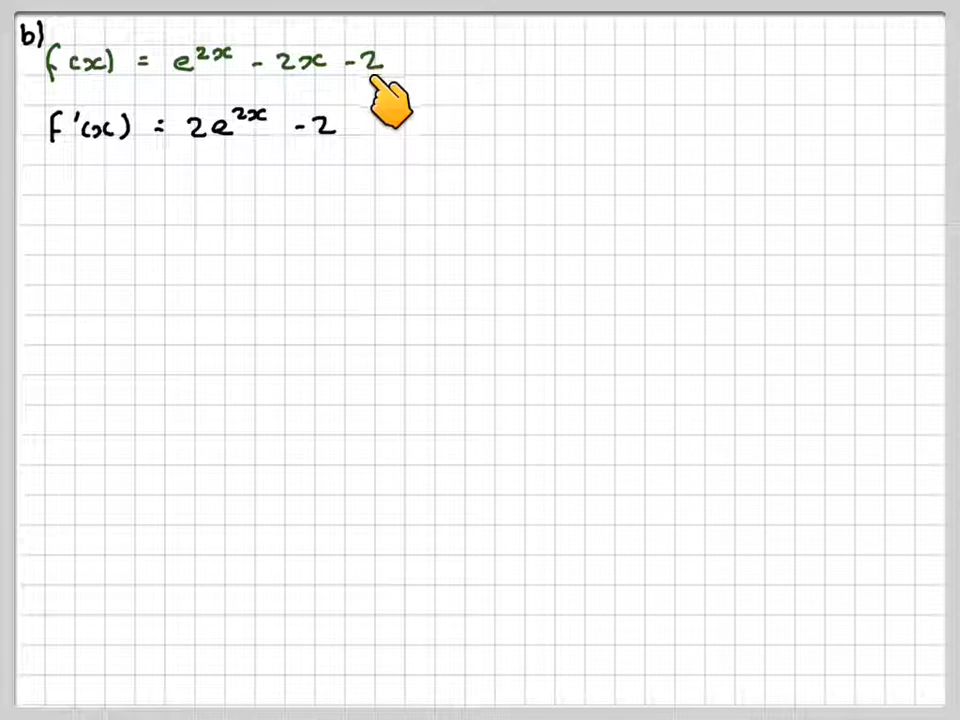 b)
f(x) = e^{2x} - 2x - 2
f'(x) = 2e^{2x} - 2